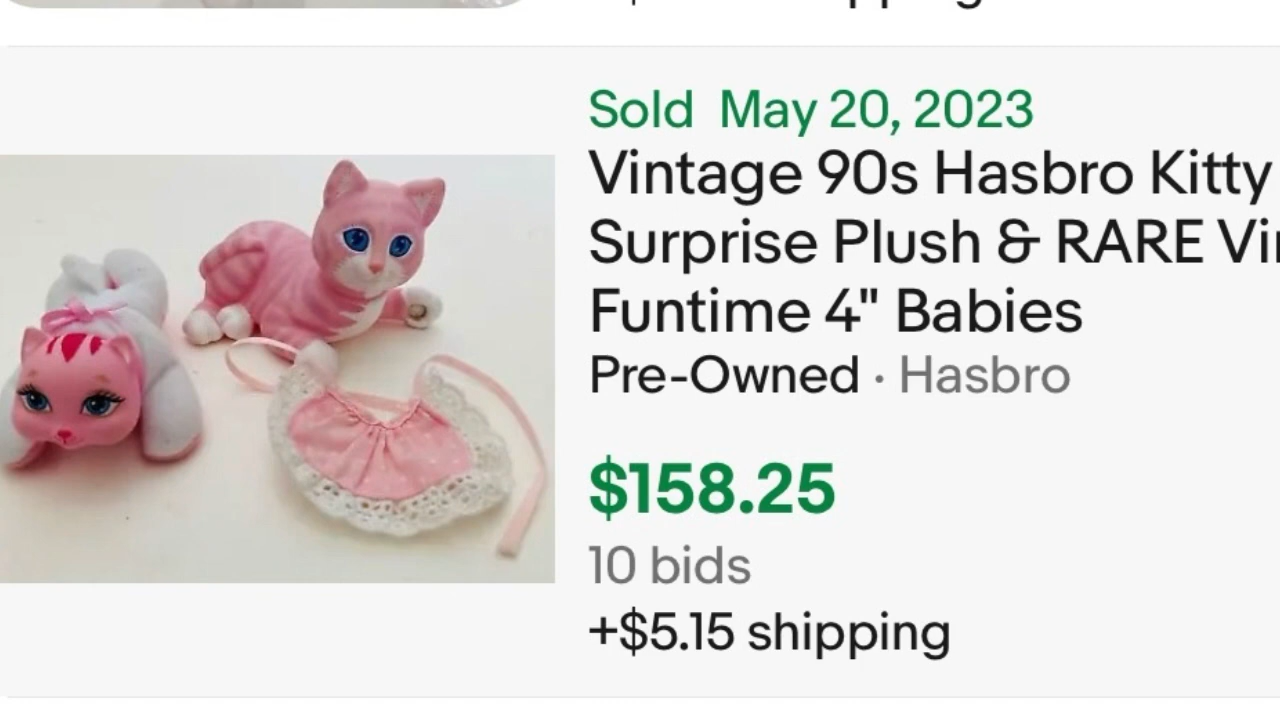 Sold May 20, 2023
Vintage 90s Hasbro Kitty
Surprise Plush & RARE
Funtime 4" Babies
Pre-Owned · Hasbro
$158.25
10 bids
+$5.15 shipping